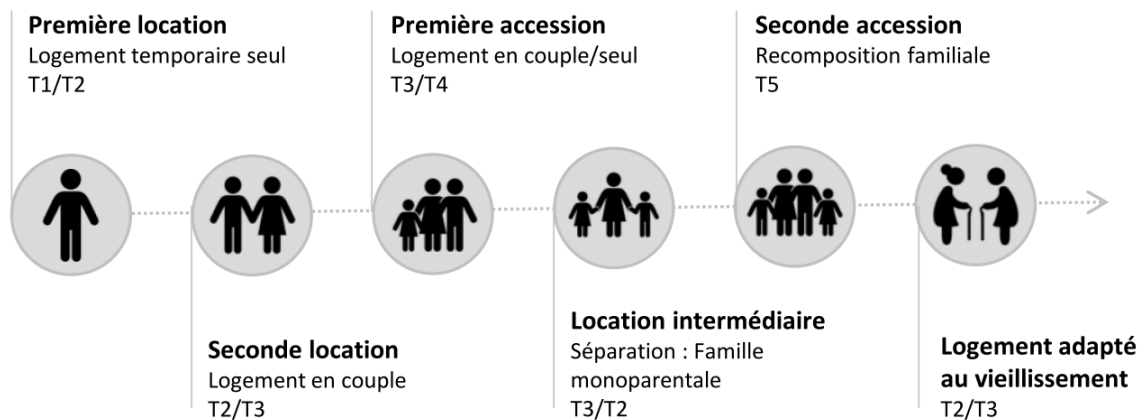 Première location
Logement temporaire seul
T1/T2
Première accession
Logement en couple/seul
T3/T4
Seconde accession
Recomposition familiale
T5
Seconde location
Logement en couple
T2/T3
Location intermédiaire
Séparation : Famille
monoparentale
T3/T2
Logement adapté
au vieillissement
T2/T3